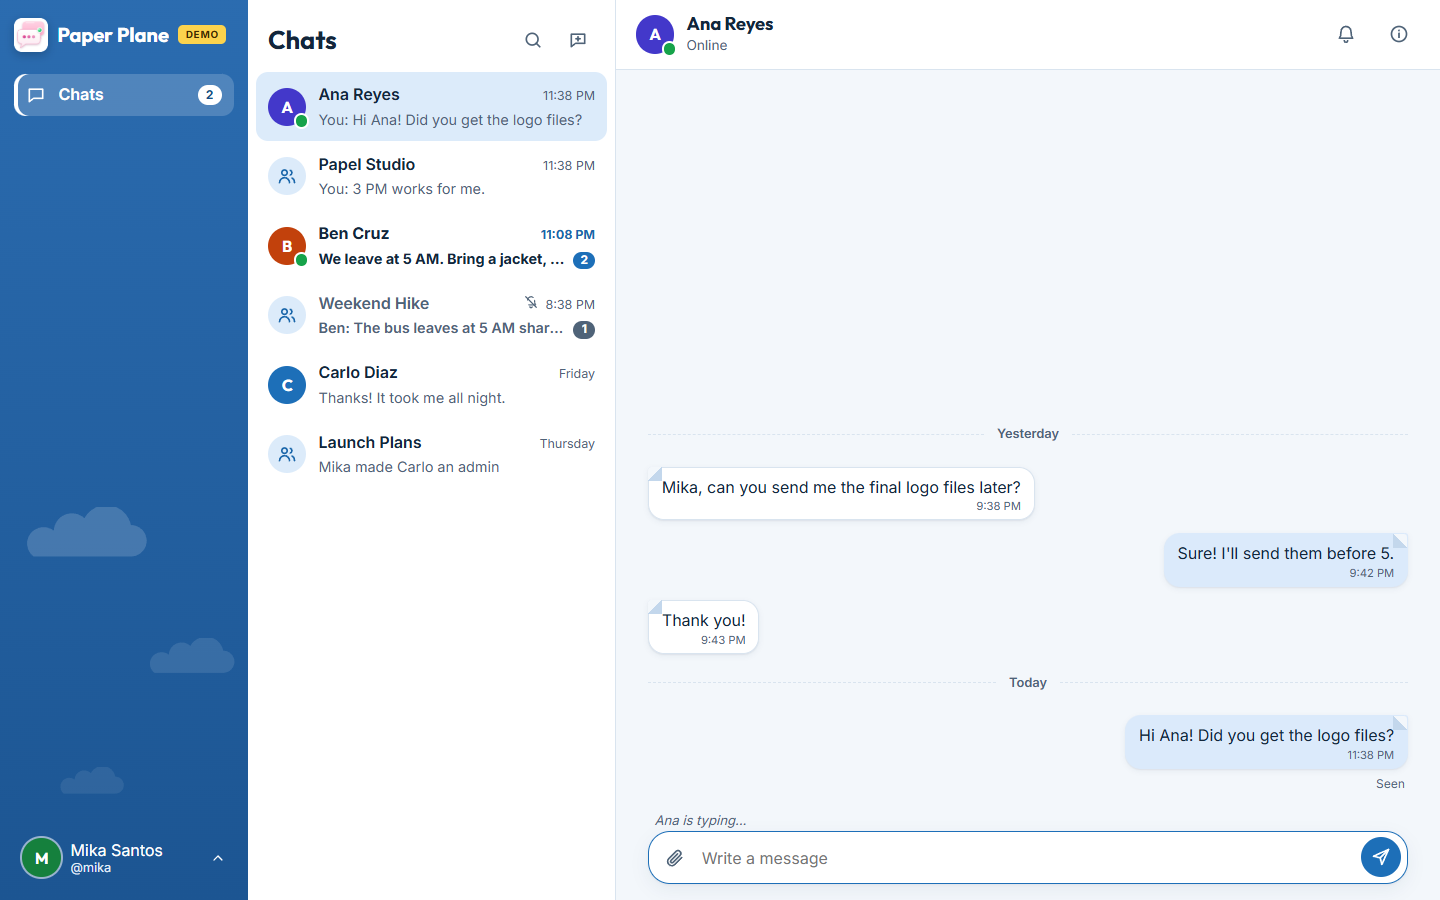 Paper Plane DEMO
Chats 2
Mika Santos
@mika
Chats
A Ana Reyes 11:38 PM
You: Hi Ana! Did you get the logo files?
Papel Studio 11:38 PM
You: 3 PM works for me.
B Ben Cruz 11:08 PM
We leave at 5 AM. Bring a jacket, ... 2
Weekend Hike 8:38 PM
Ben: The bus leaves at 5 AM shar... 1
C Carlo Diaz Friday
Thanks! It took me all night.
Launch Plans Thursday
Mika made Carlo an admin
A Ana Reyes
Online
Yesterday
Mika, can you send me the final logo files later?
9:38 PM
Sure! I'll send them before 5.
9:42 PM
Thank you!
9:43 PM
Today
Hi Ana! Did you get the logo files?
11:38 PM
Seen
Ana is typing...
Write a message
M